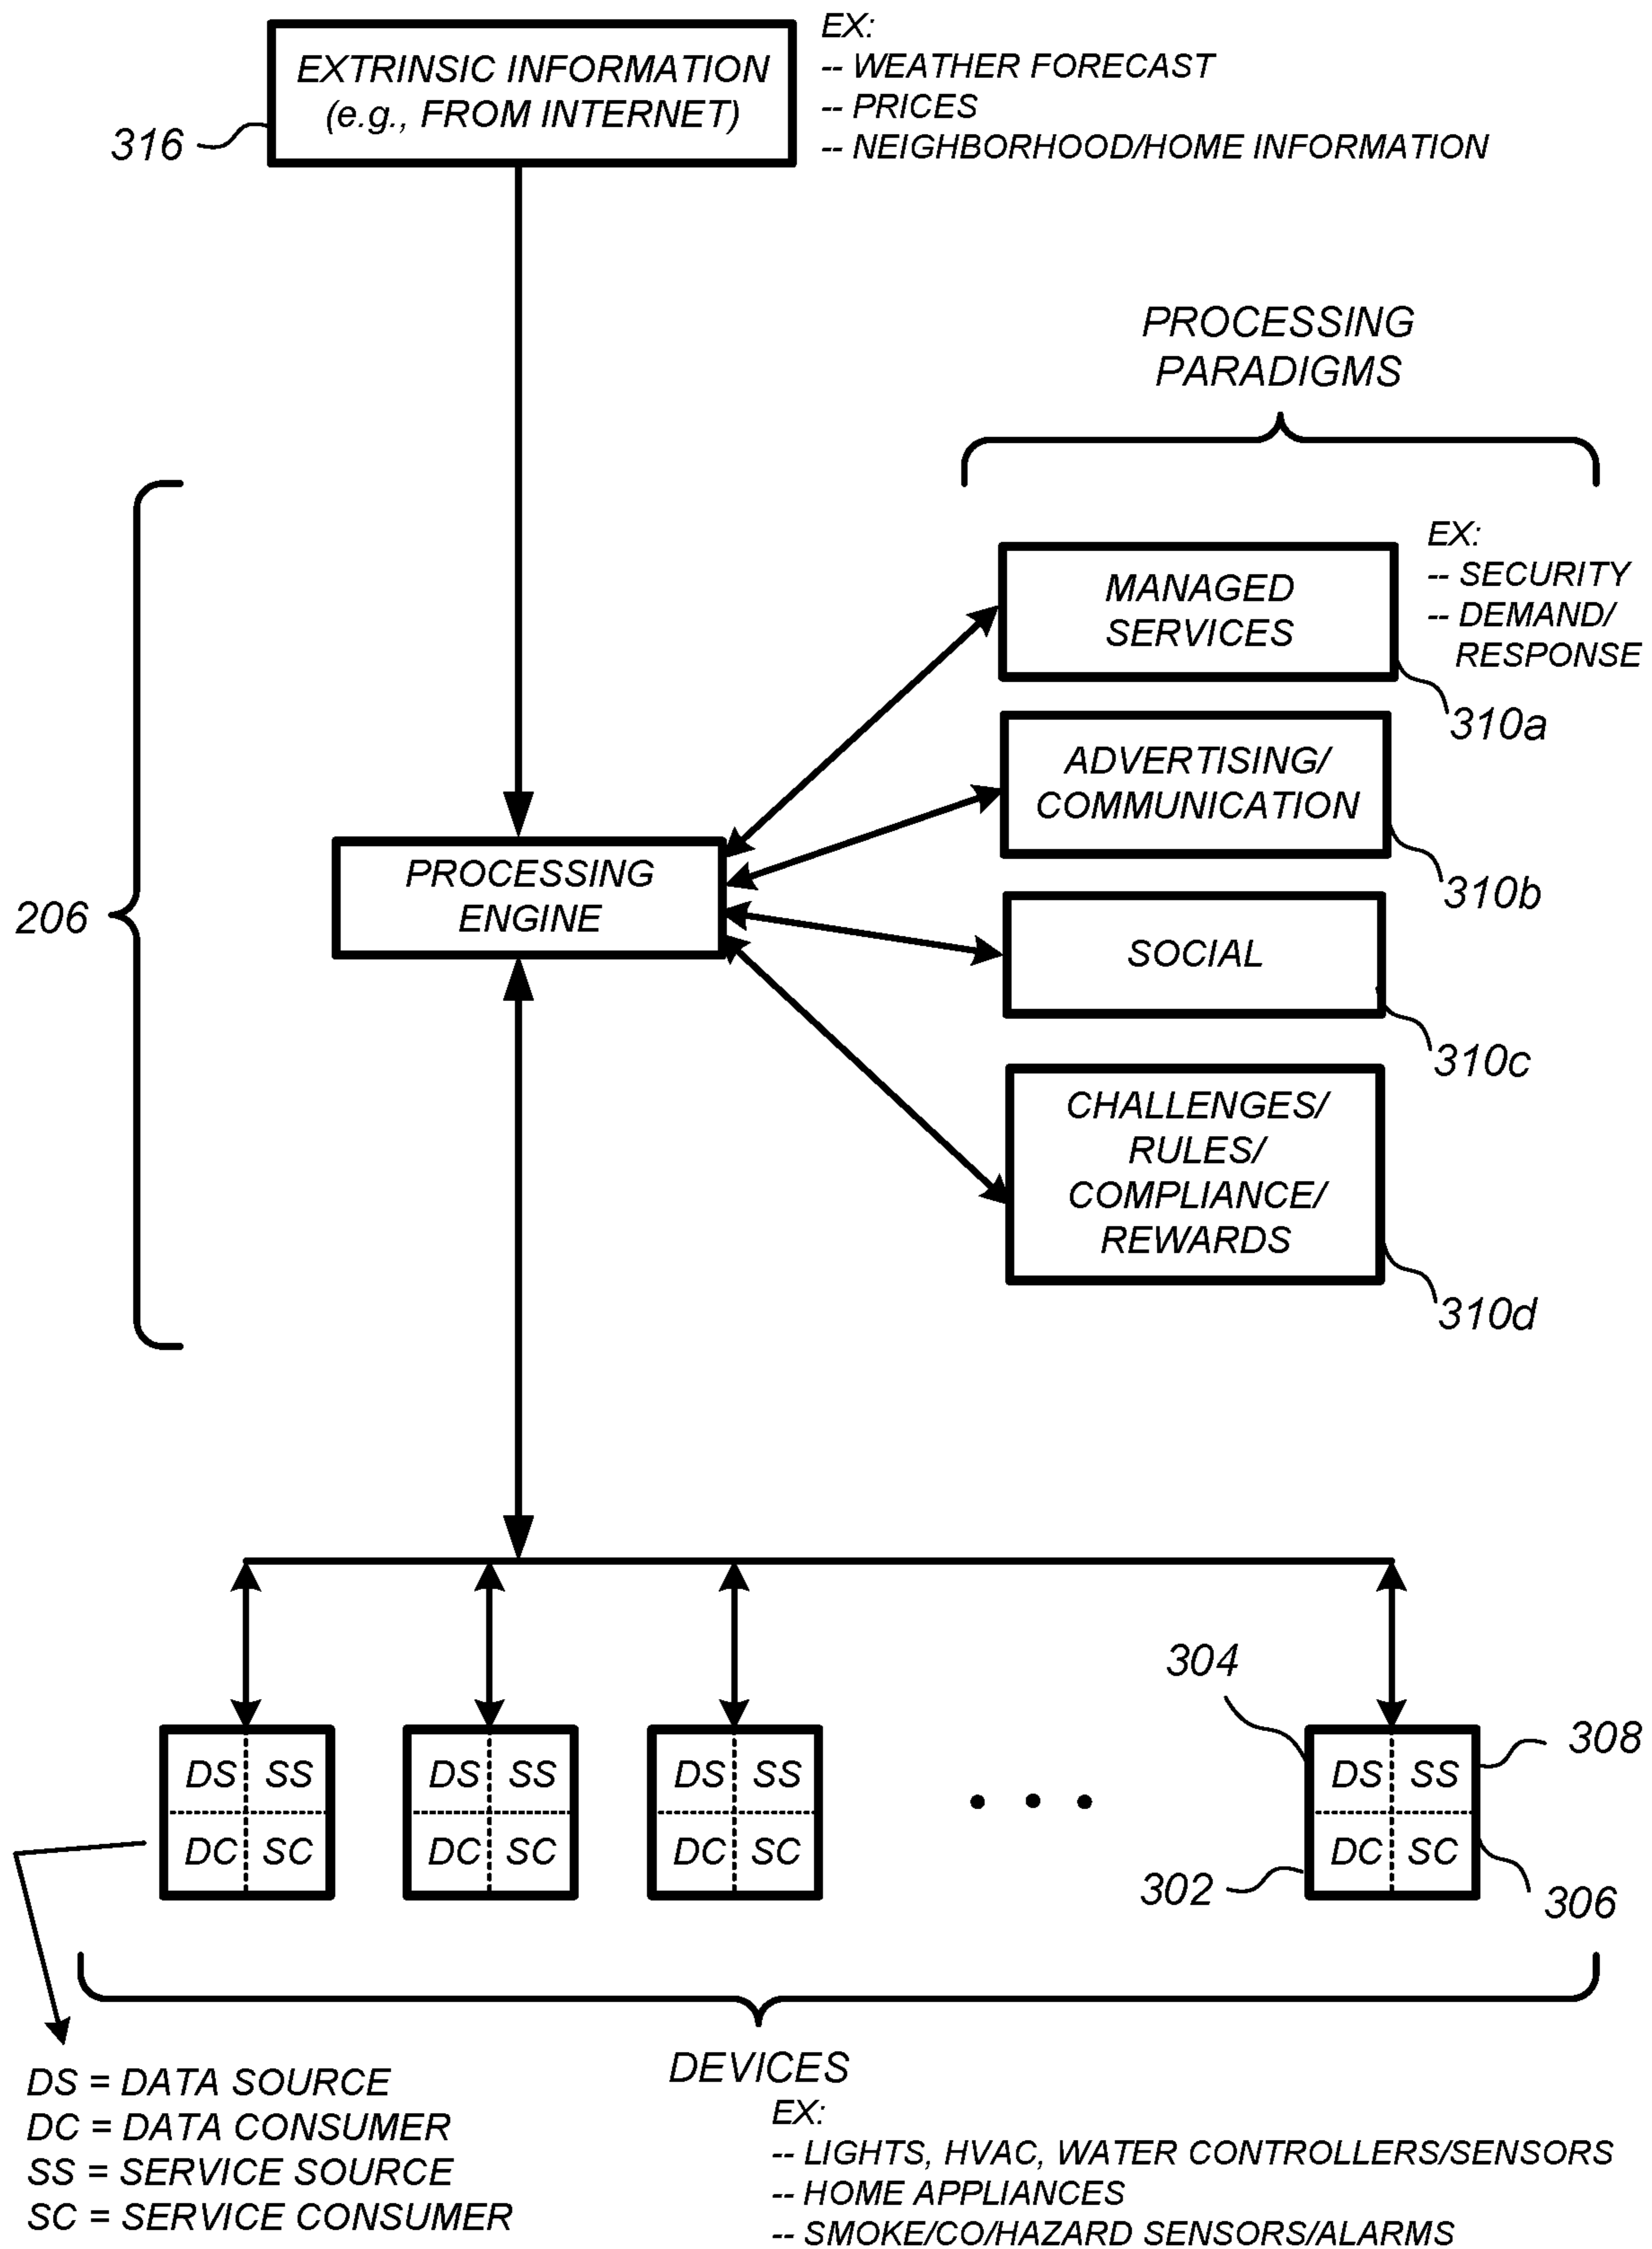 EXTRINSIC INFORMATION
(e.g., FROM INTERNET)
316
EX:
-- WEATHER FORECAST
-- PRICES
-- NEIGHBORHOOD/HOME INFORMATION
PROCESSING
PARADIGMS
206
PROCESSING
ENGINE
MANAGED
SERVICES
EX:
-- SECURITY
-- DEMAND/
RESPONSE
310a
ADVERTISING/
COMMUNICATION
310b
SOCIAL
310c
CHALLENGES/
RULES/
COMPLIANCE/
REWARDS
310d
DS SS
DC SC
DS SS
DC SC
DS SS
DC SC
304
308
DS SS
DC SC
302
306
DS = DATA SOURCE
DC = DATA CONSUMER
SS = SERVICE SOURCE
SC = SERVICE CONSUMER
DEVICES
EX:
-- LIGHTS, HVAC, WATER CONTROLLERS/SENSORS
-- HOME APPLIANCES
-- SMOKE/CO/HAZARD SENSORS/ALARMS